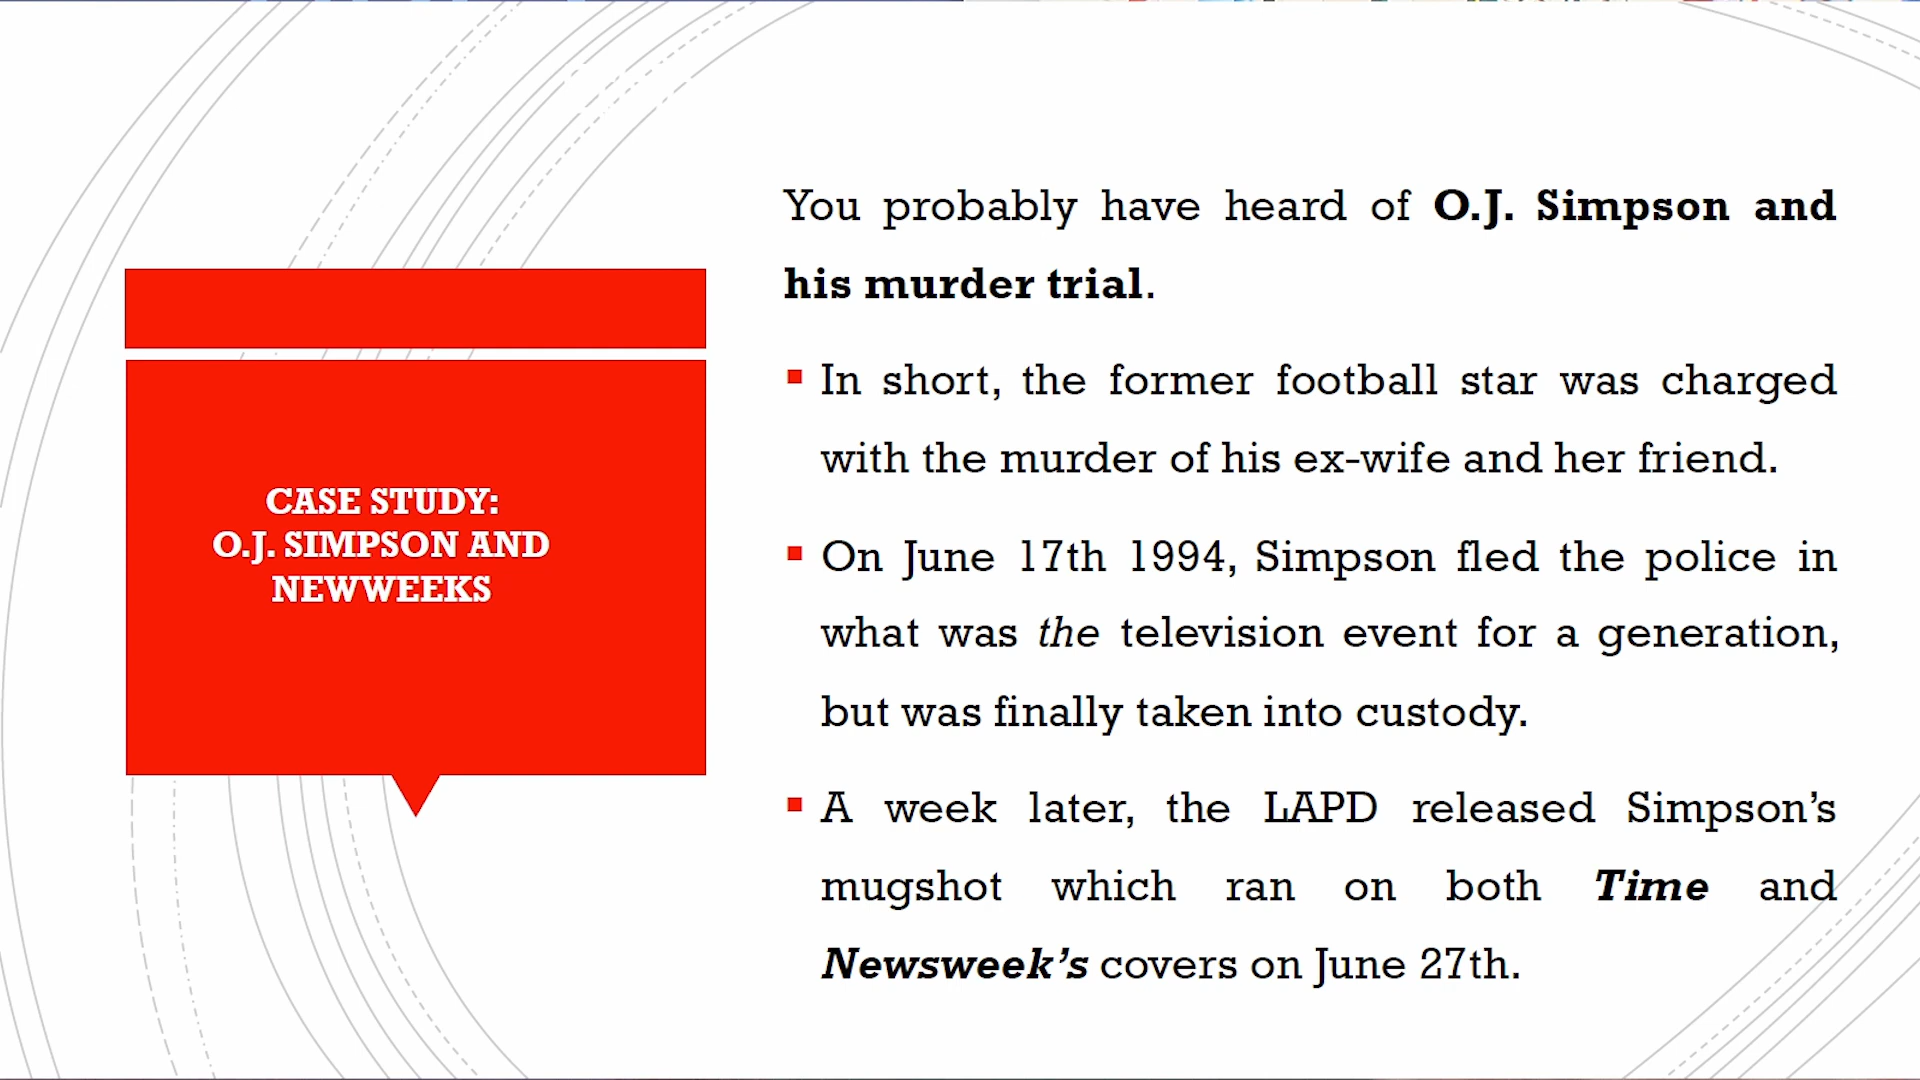 CASE STUDY:
O.J. SIMPSON AND
NEWWEEKS
You probably have heard of O.J. Simpson and
his murder trial.
▪ In short, the former football star was charged
with the murder of his ex-wife and her friend.
▪ On June 17th 1994, Simpson fled the police in
what was the television event for a generation,
but was finally taken into custody.
▪ A week later, the LAPD released Simpson’s
mugshot which ran on both Time and
Newsweek’s covers on June 27th.